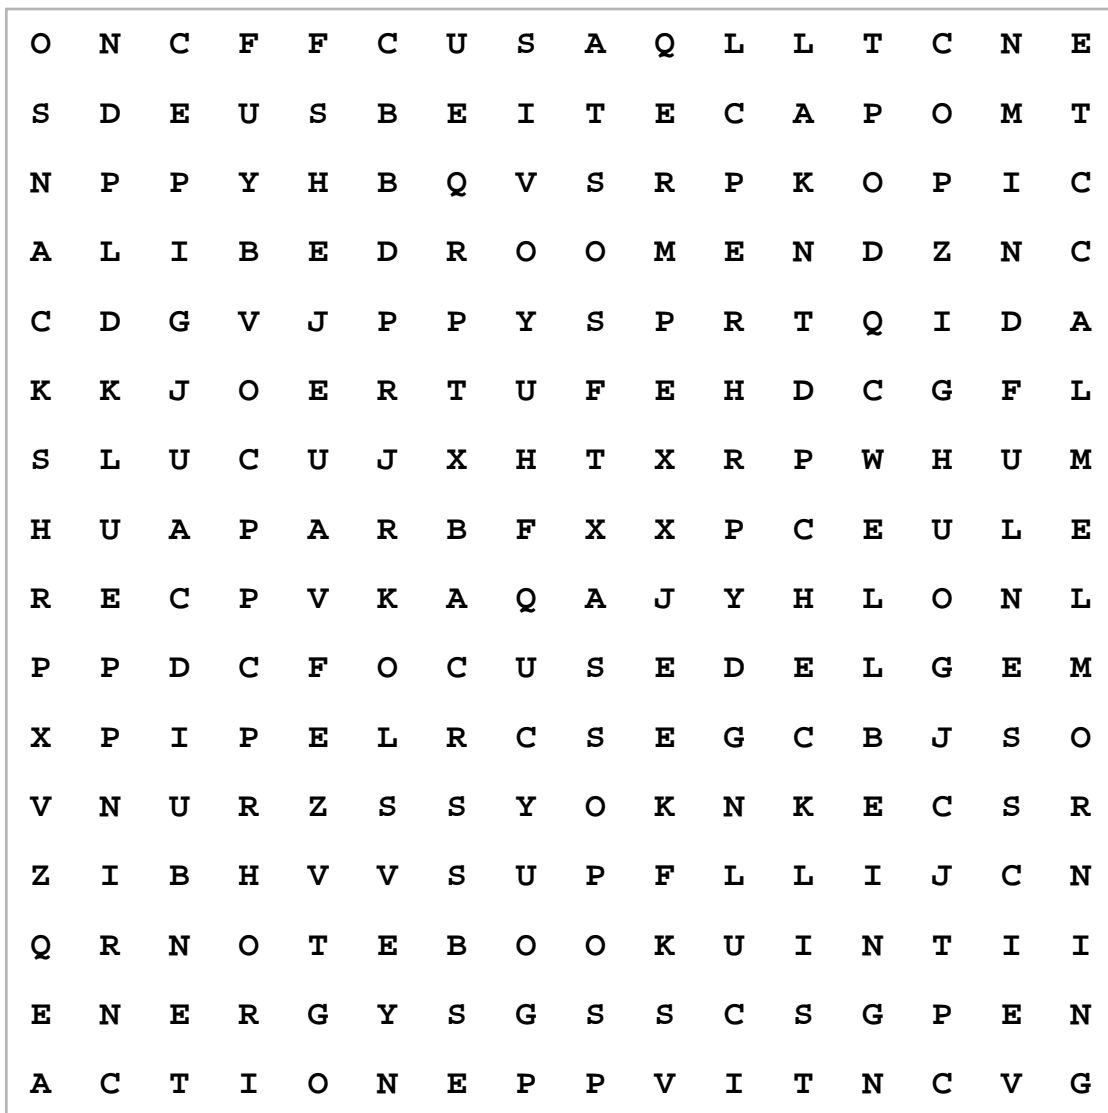 O N C F F C U S A Q L L T C N E
S D E U S B E I T E C A P O M T
N P P Y H B Q V S R P K O P I C
A L I B E D R O O M E N D Z N C
C D G V J P P Y S P R T Q I D A
K K J O E R T U F E H D C G F L
S L U C U J X H T X R P W H U M
H U A P A R B F X X P C E U L E
R E C P V K A Q A J Y H L O N L
P P D C F O C U S E D E L G E M
X P I P E L R C S E G C B J S O
V N U R Z S S Y O K N K E C S R
Z I B H V V S U P F L L I J C N
Q R N O T E B O O K U I N T I I
E N E R G Y S G S S C S G P E N
A C T I O N E P P V I T N C V G